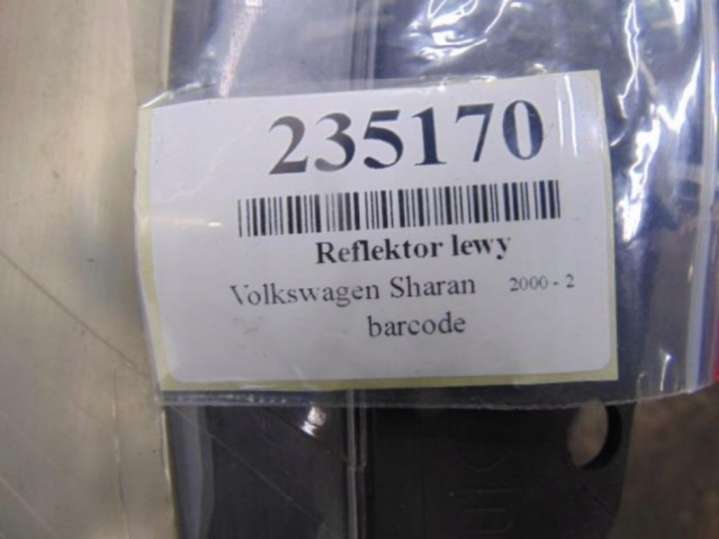 235170
Reflektor lewy
Volkswagen Sharan 2000 - 2
barcode